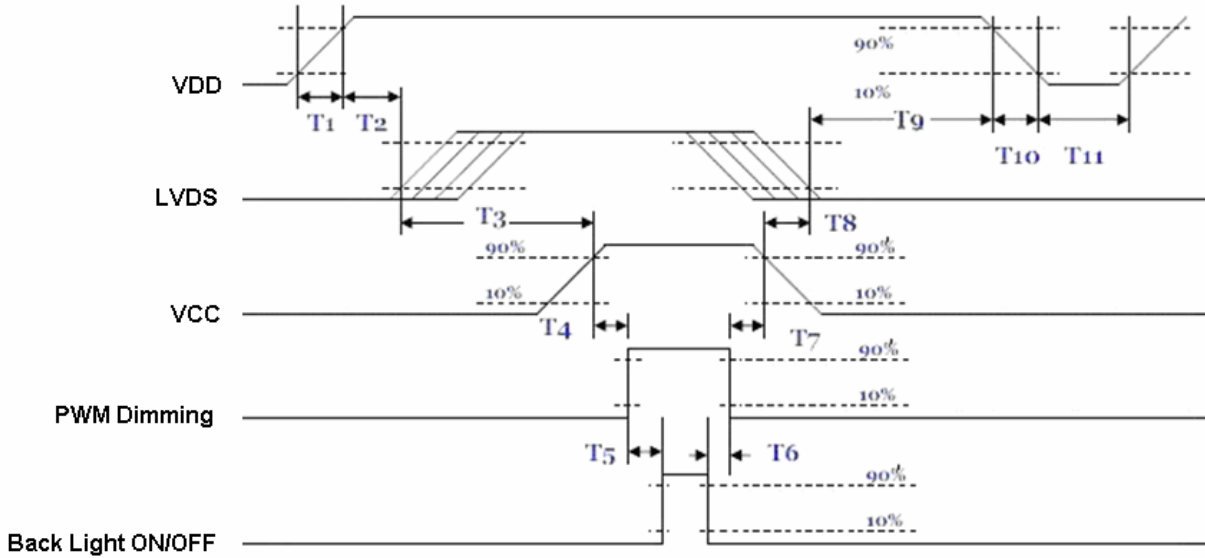 90%
VDD
10%
T1 T2 T9
T10 T11
LVDS
T3 T8
90% 90%
10% 10%
VCC
T4 T7
90%
10%
PWM Dimming
T5 T6
90%
10%
Back Light ON/OFF